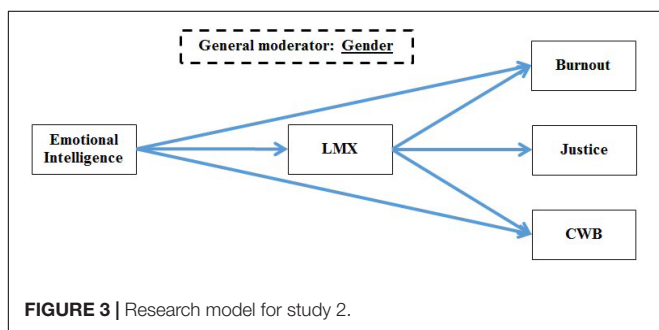 General moderator: Gender
Burnout
Emotional
Intelligence
LMX
Justice
CWB
FIGURE 3 | Research model for study 2.